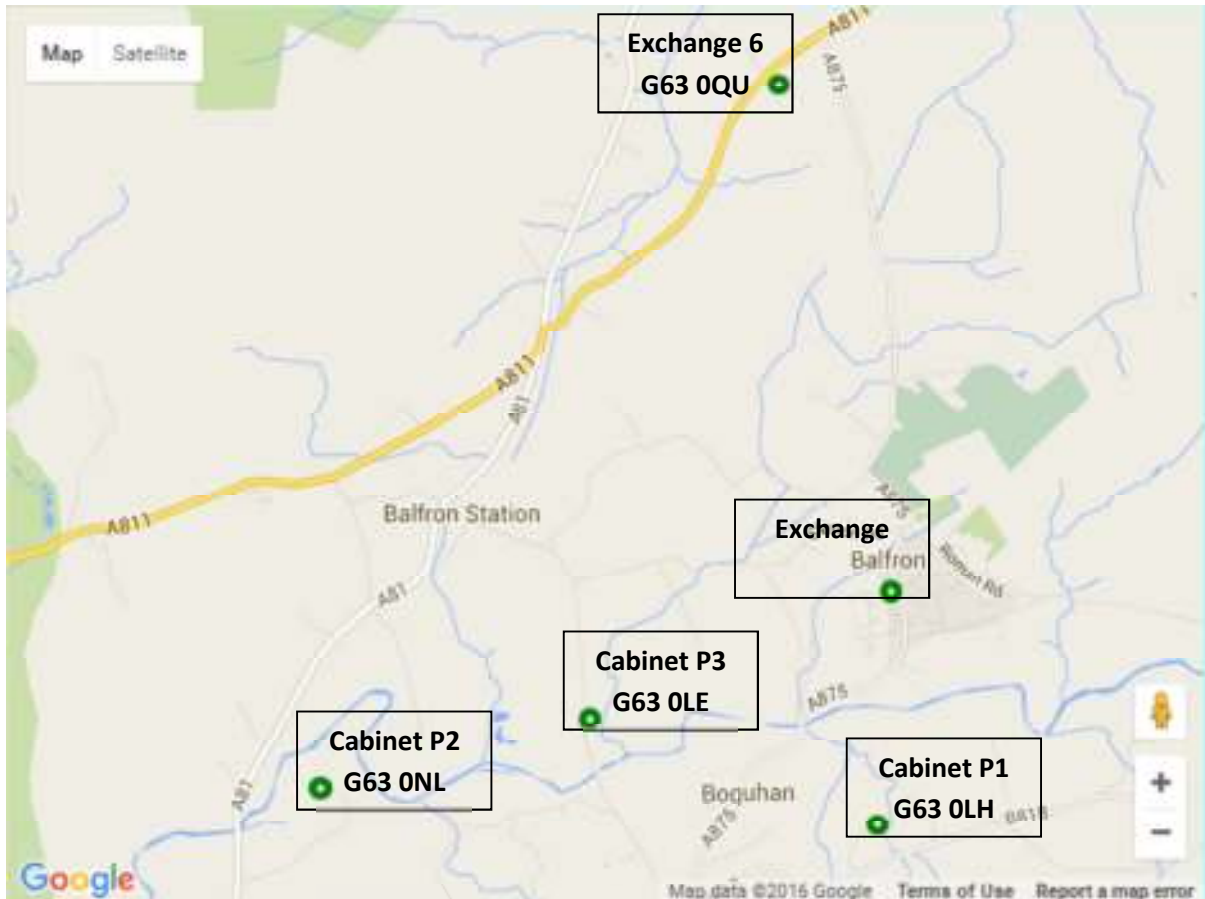 Map Satellite
Exchange 6
G63 0QU
A811
A875
A811
A81
A811
Balfron Station
A875
Exchange
Balfron
Roman Rd
A81
Cabinet P3
G63 0LE
A875
Cabinet P2
G63 0NL
Cabinet P1
G63 0LH
A81
Boquhan
A875
B818
+
−
Google
Map data ©2016 Google Terms of Use Report a map error